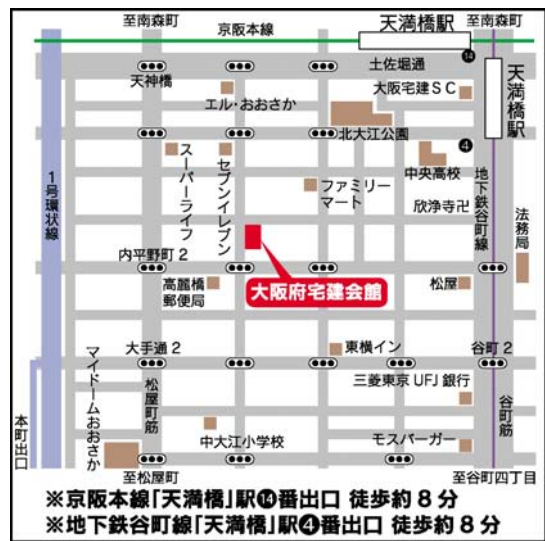 至南森町
京阪本線
天満橋駅
至南森町
⓮
土佐堀通
天神橋
エル・おおさか
大阪宅建SC
天満橋駅
北大江公園
❹
中央高校
スーパーライフ
セブンイレブン
ファミリーマート
欣浄寺卍
地下鉄谷町線
法務局
1号環状線
内平野町2
高麗橋郵便局
大阪府宅建会館
松屋
大手通2
東横イン
谷町2
マイドームおおさか
松屋町筋
三菱東京UFJ銀行
谷町筋
本町出口
中大江小学校
モスバーガー
至松屋町
至谷町四丁目
※京阪本線「天満橋」駅⓮番出口 徒歩約8分
※地下鉄谷町線「天満橋」駅❹番出口 徒歩約8分